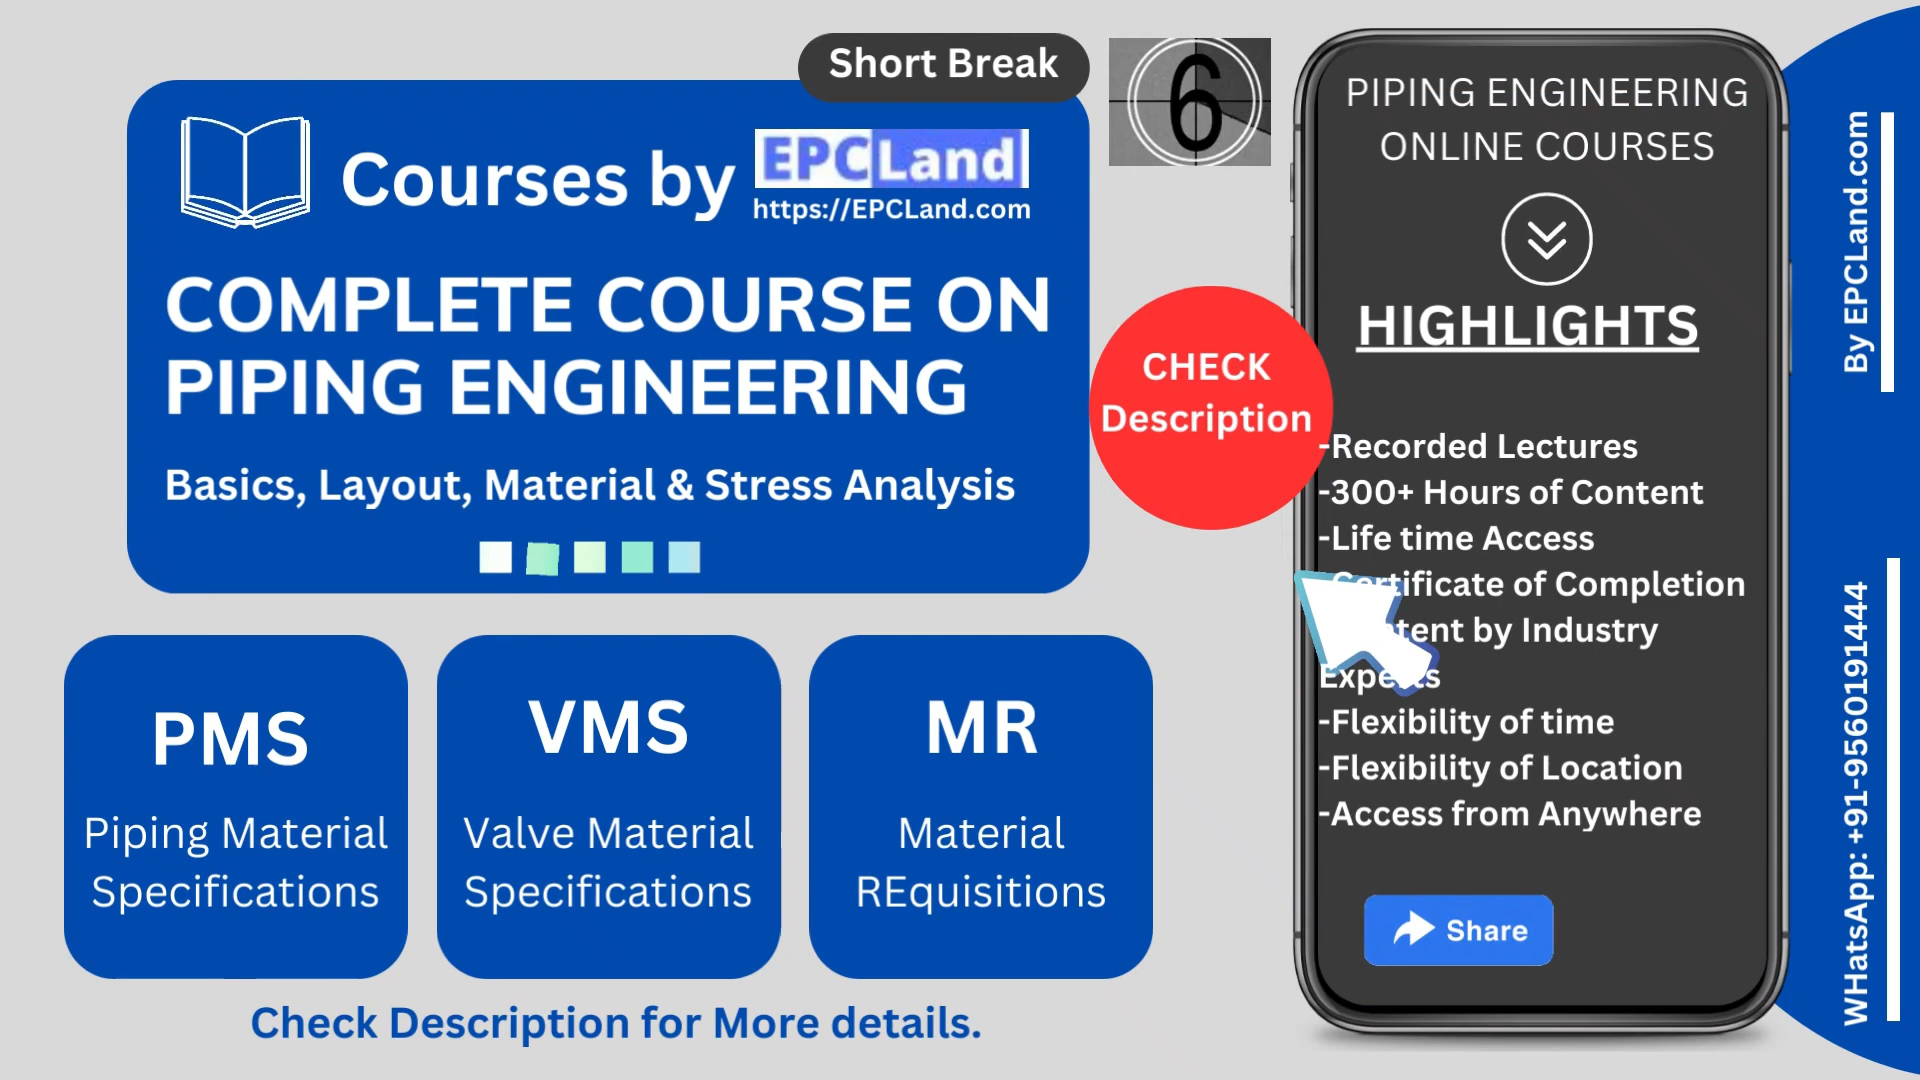 Short Break
6
Courses by
EPCLand
https://EPCLand.com
COMPLETE COURSE ON
PIPING ENGINEERING
Basics, Layout, Material & Stress Analysis
CHECK
Description
PMS
Piping Material
Specifications
VMS
Valve Material
Specifications
MR
Material
REquisitions
Check Description for More details.
PIPING ENGINEERING
ONLINE COURSES
HIGHLIGHTS
-Recorded Lectures
-300+ Hours of Content
-Life time Access
-Certificate of Completion
by Industry
Experts
-Flexibility of time
-Flexibility of Location
-Access from Anywhere
Share
By EPCLand.com
WHatsApp: +91-9560191444